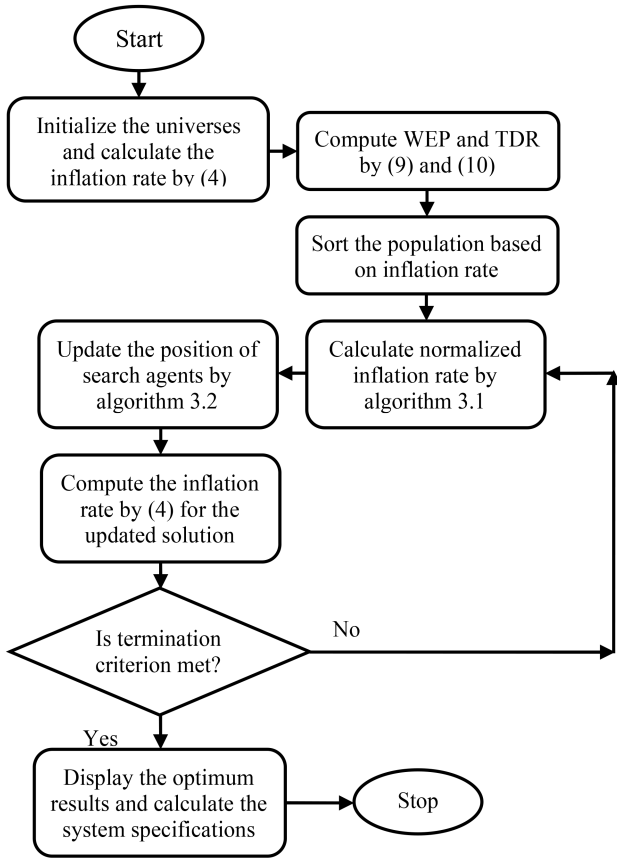 Start
Initialize the universes
and calculate the
inflation rate by (4)
Compute WEP and TDR
by (9) and (10)
Sort the population based
on inflation rate
Calculate normalized
inflation rate by
algorithm 3.1
Update the position of
search agents by
algorithm 3.2
Compute the inflation
rate by (4) for the
updated solution
Is termination
criterion met?
No
Yes
Display the optimum
results and calculate the
system specifications
Stop